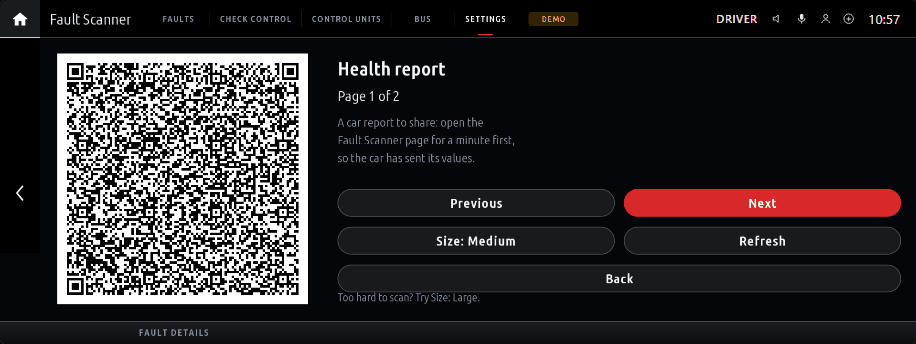 Fault Scanner
FAULTS
CHECK CONTROL
CONTROL UNITS
BUS
SETTINGS
DEMO
DRIVER
10:57
Health report
Page 1 of 2
A car report to share: open the
Fault Scanner page for a minute first,
so the car has sent its values.
Previous
Next
Size: Medium
Refresh
Back
Too hard to scan? Try Size: Large.
FAULT DETAILS